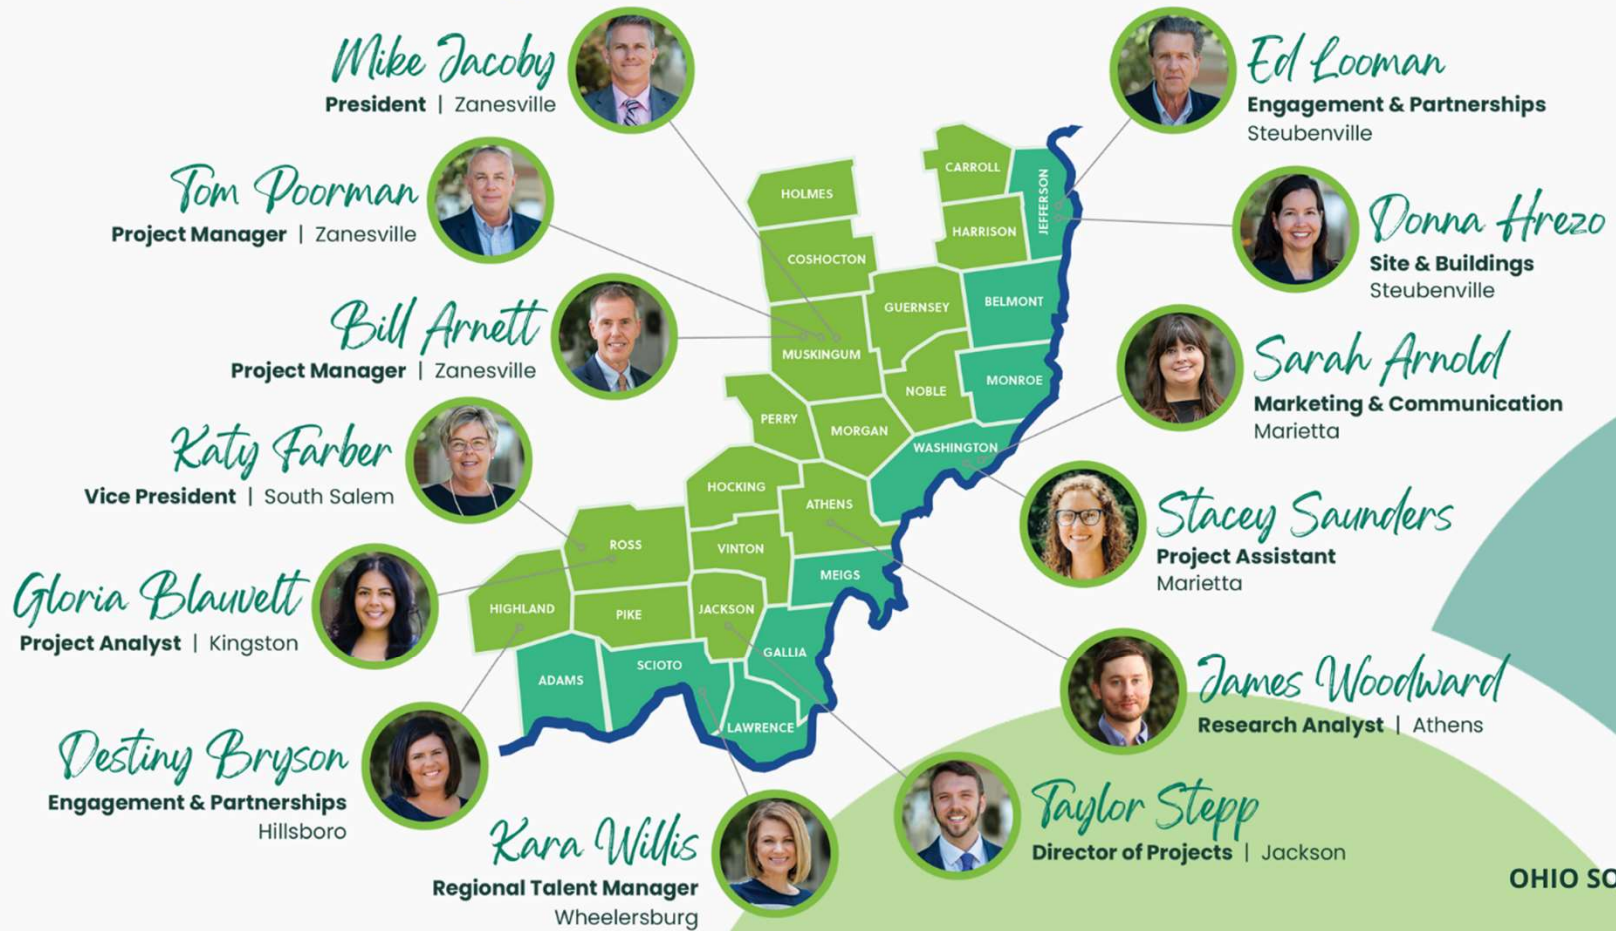 Mike Jacoby
President | Zanesville
Tom Poorman
Project Manager | Zanesville
Bill Arnett
Project Manager | Zanesville
Katy Farber
Vice President | South Salem
Gloria Blauvelt
Project Analyst | Kingston
Destiny Bryson
Engagement & Partnerships
Hillsboro
Kara Willis
Regional Talent Manager
Wheelersburg
HOLMES
CARROLL
JEFFERSON
HARRISON
COSHOCTON
GUERNSEY
BELMONT
MUSKINGUM
NOBLE
MONROE
PERRY
MORGAN
WASHINGTON
HOCKING
ATHENS
ROSS
VINTON
MEIGS
HIGHLAND
PIKE
JACKSON
GALLIA
SCIOTO
ADAMS
LAWRENCE
Ed Looman
Engagement & Partnerships
Steubenville
Donna Hrezo
Site & Buildings
Steubenville
Sarah Arnold
Marketing & Communication
Marietta
Stacey Saunders
Project Assistant
Marietta
James Woodward
Research Analyst | Athens
Taylor Stepp
Director of Projects | Jackson
OHIO SO